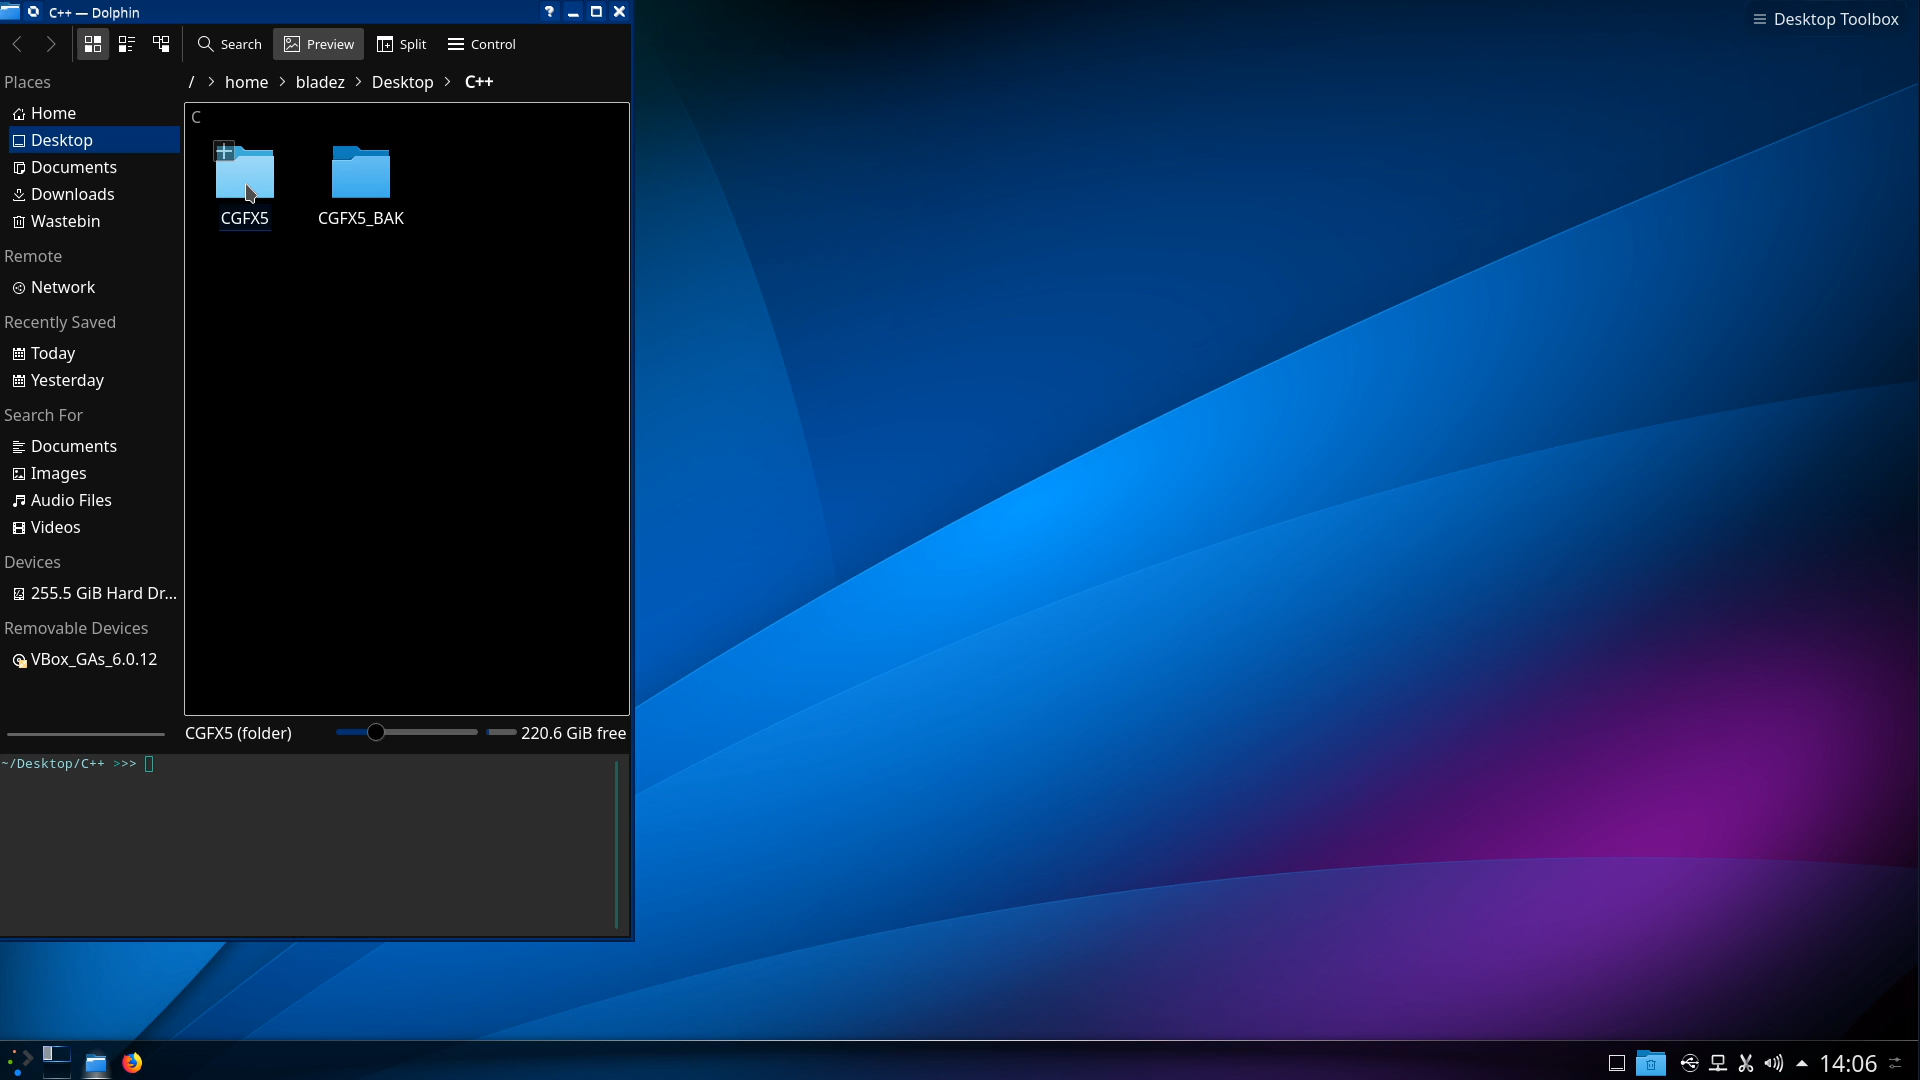 C++ — Dolphin
Search
Preview
Split
Control
Desktop Toolbox
Places
/ > home > bladez > Desktop > C++
Home
Desktop
Documents
Downloads
Wastebin
Remote
Network
Recently Saved
Today
Yesterday
Search For
Documents
Images
Audio Files
Videos
Devices
255.5 GiB Hard Dr...
Removable Devices
VBox_GAs_6.0.12
C
CGFX5
CGFX5_BAK
CGFX5 (folder)
220.6 GiB free
~/Desktop/C++ >>>
14:06